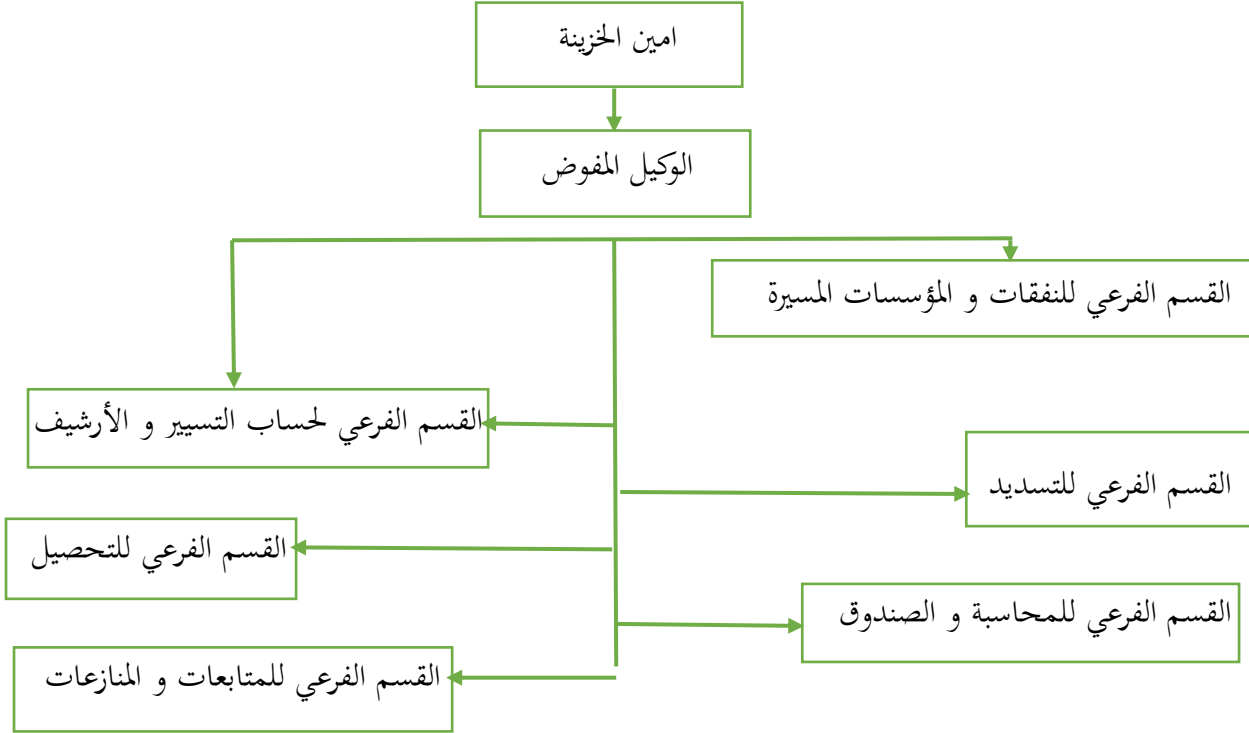 امين الخزينة
الوكيل المفوض
القسم الفرعي للنفقات و المؤسسات المسيرة
القسم الفرعي لحساب التسيير و الأرشيف
القسم الفرعي للتسديد
القسم الفرعي للتحصيل
القسم الفرعي للمحاسبة و الصندوق
القسم الفرعي للمتابعات و المنازعات